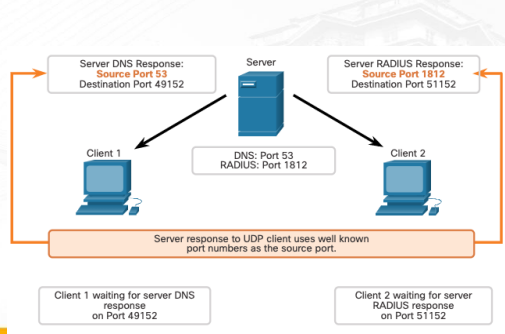 Server DNS Response:
Source Port 53
Destination Port 49152
Server
Server RADIUS Response:
Source Port 1812
Destination Port 51152
Client 1
DNS: Port 53
RADIUS: Port 1812
Client 2
Server response to UDP client uses well known
port numbers as the source port.
Client 1 waiting for server DNS
response
on Port 49152
Client 2 waiting for server
RADIUS response
on Port 51152